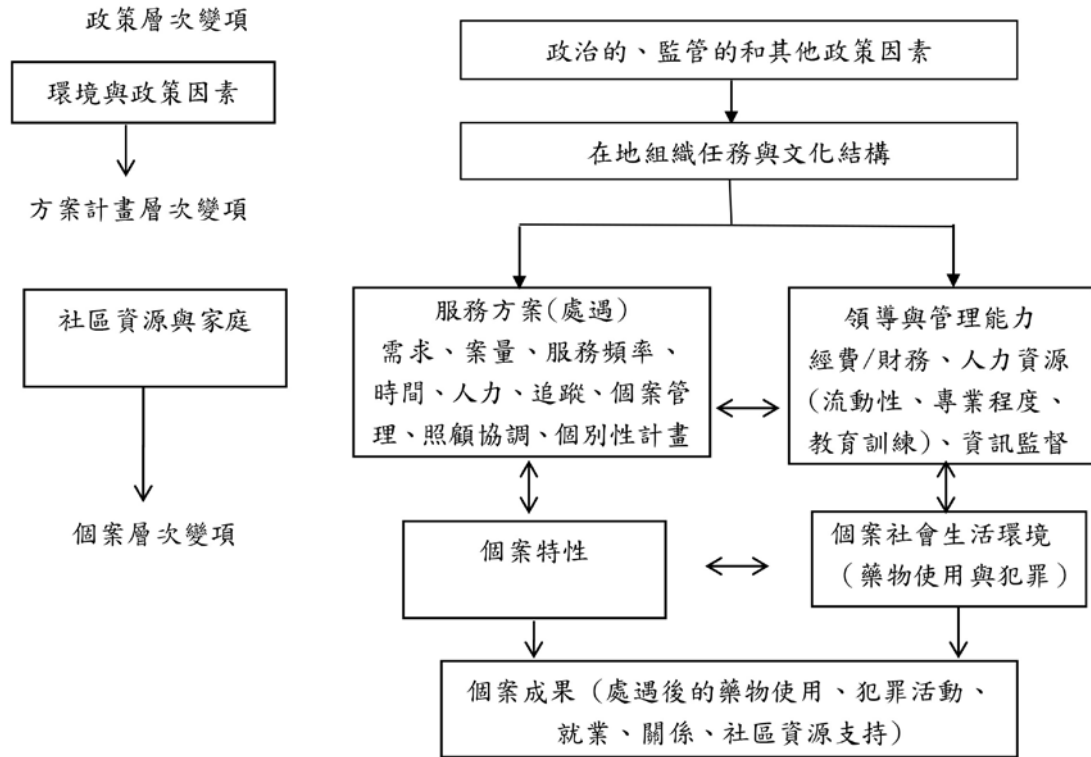 政策層次變項
環境與政策因素
方案計畫層次變項
社區資源與家庭
個案層次變項
政治的、監管的和其他政策因素
在地組織任務與文化結構
服務方案(處遇)
需求、案量、服務頻率、
時間、人力、追蹤、個案管
理、照顧協調、個別性計畫
領導與管理能力
經費/財務、人力資源
(流動性、專業程度、
教育訓練)、資訊監督
個案特性
個案社會生活環境
（藥物使用與犯罪）
個案成果（處遇後的藥物使用、犯罪活動、
就業、關係、社區資源支持）